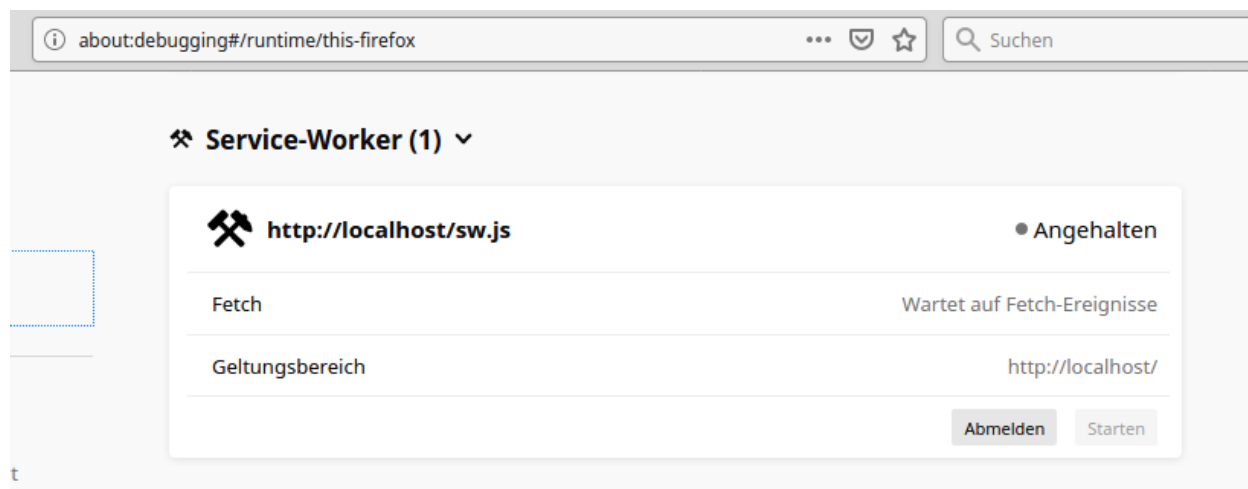 about:debugging#/runtime/this-firefox
Suchen
Service-Worker (1)
http://localhost/sw.js
Angehalten
Fetch
Wartet auf Fetch-Ereignisse
Geltungsbereich
http://localhost/
Abmelden
Starten
t